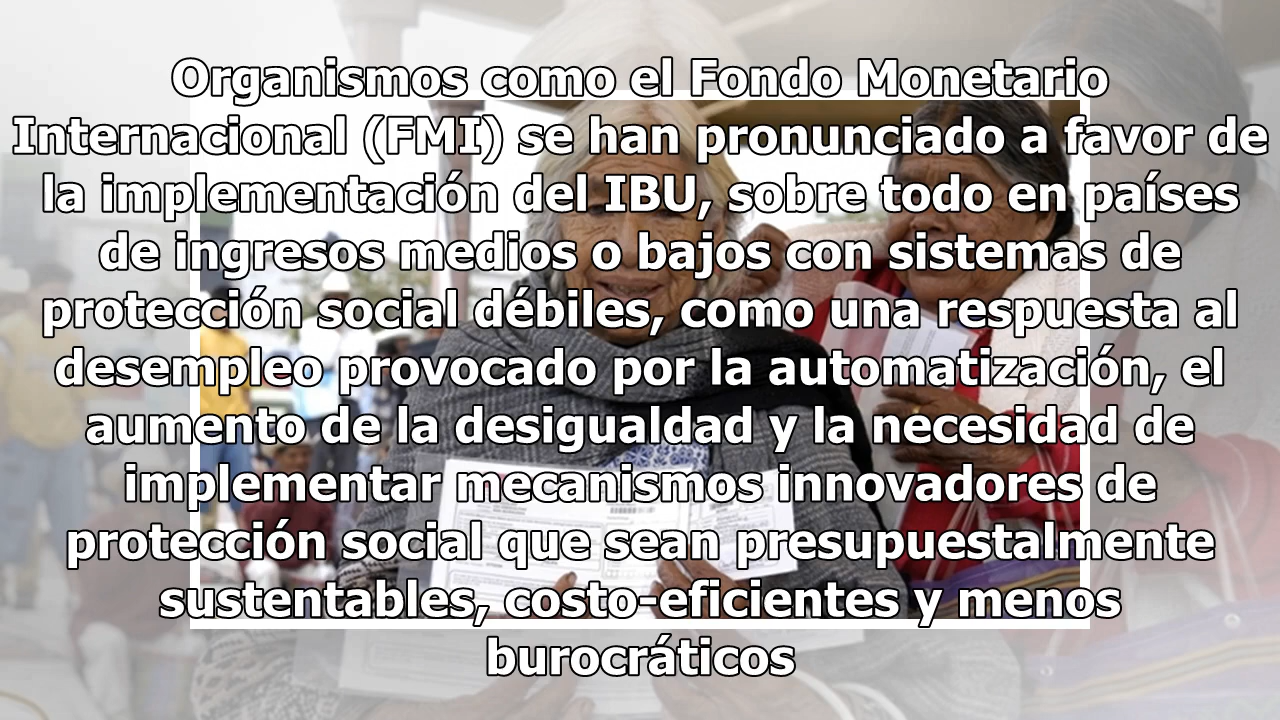 Organismos como el Fondo Monetario
Internacional (FMI) se han pronunciado a favor de
la implementación del IBU, sobre todo en países
de ingresos medios o bajos con sistemas de
protección social débiles, como una respuesta al
desempleo provocado por la automatización, el
aumento de la desigualdad y la necesidad de
implementar mecanismos innovadores de
protección social que sean presupuestalmente
sustentables, costo-eficientes y menos
burocráticos